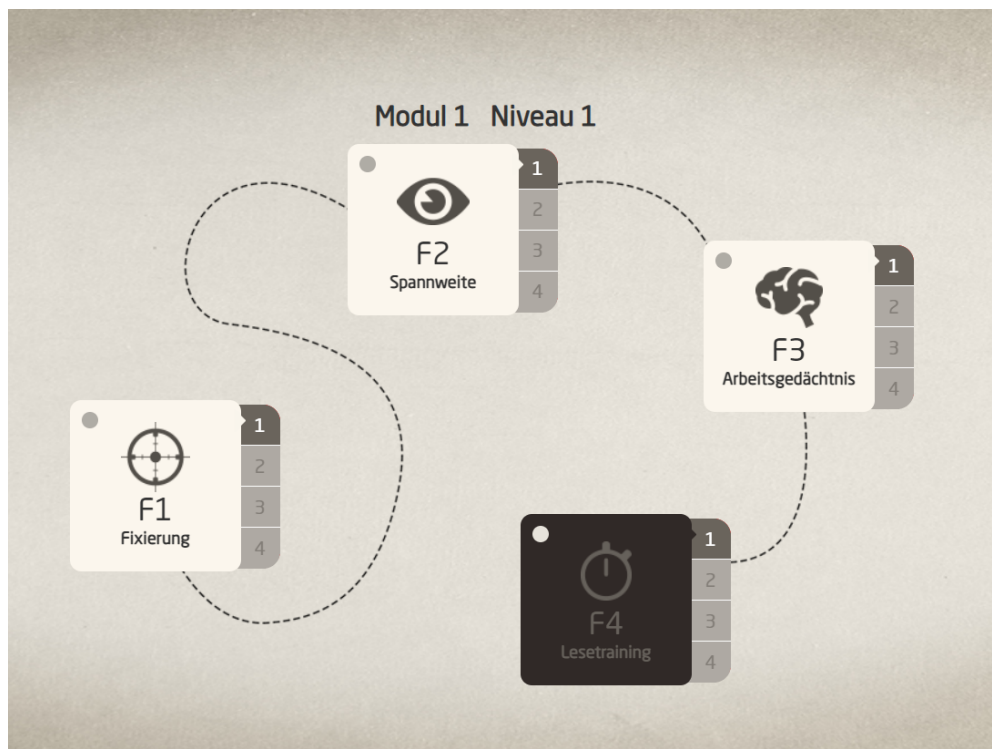 Modul 1 Niveau 1
F2
Spannweite
1
2
3
4
F3
Arbeitsgedächtnis
1
2
3
4
F1
Fixierung
1
2
3
4
F4
Lesetraining
1
2
3
4